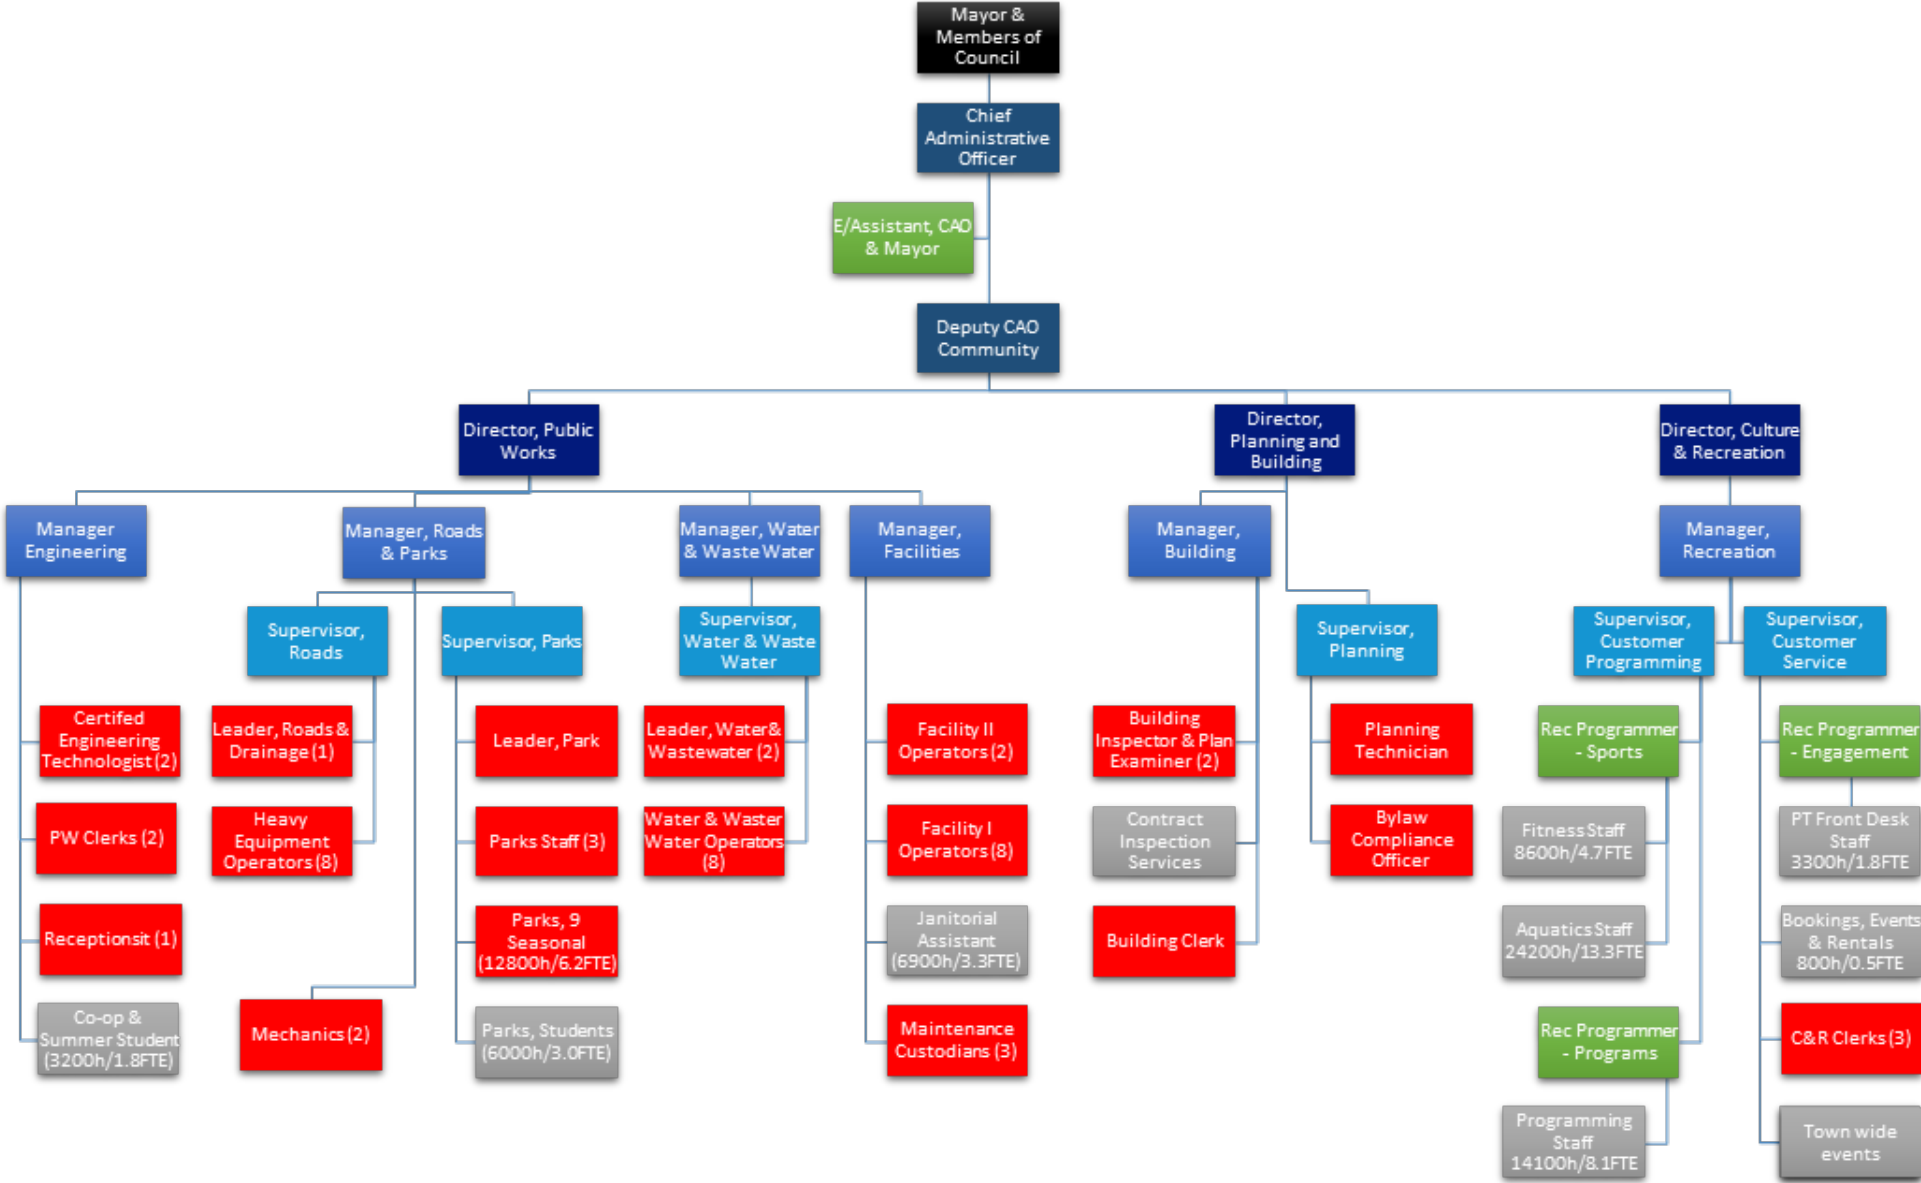 Mayor &
Members of
Council
Chief
Administrative
Officer
E/Assistant, CAO
& Mayor
Deputy CAO
Community
Director, Public
Works
Director,
Planning and
Building
Director, Culture
& Recreation
Manager
Engineering
Manager, Roads
& Parks
Manager, Water
& Waste Water
Manager,
Facilities
Manager,
Building
Manager,
Recreation
Supervisor,
Roads
Supervisor, Parks
Supervisor,
Water & Waste
Water
Supervisor,
Planning
Supervisor,
Customer
Programming
Supervisor,
Customer
Service
Certifed
Engineering
Technologist (2)
Leader, Roads &
Drainage (1)
Leader, Park
Leader, Water&
Wastewater (2)
Facility II
Operators (2)
Building
Inspector & Plan
Examiner (2)
Planning
Technician
Rec Programmer
- Sports
Rec Programmer
- Engagement
PW Clerks (2)
Heavy
Equipment
Operators (8)
Parks Staff (3)
Water & Waster
Water Operators
(8)
Facility I
Operators (8)
Contract
Inspection
Services
Bylaw
Compliance
Officer
Fitness Staff
8600h/4.7FTE
PT Front Desk
Staff
3300h/1.8FTE
Receptionsit (1)
Parks, 9
Seasonal
(12800h/6.2FTE)
Janitorial
Assistant
(6900h/3.3FTE)
Building Clerk
Aquatics Staff
24200h/13.3FTE
Bookings, Events
& Rentals
800h/0.5FTE
Co-op &
Summer Student
(3200h/1.8FTE)
Mechanics (2)
Parks, Students
(6000h/3.0FTE)
Maintenance
Custodians (3)
Rec Programmer
- Programs
C&R Clerks (3)
Programming
Staff
14100h/8.1FTE
Town wide
events